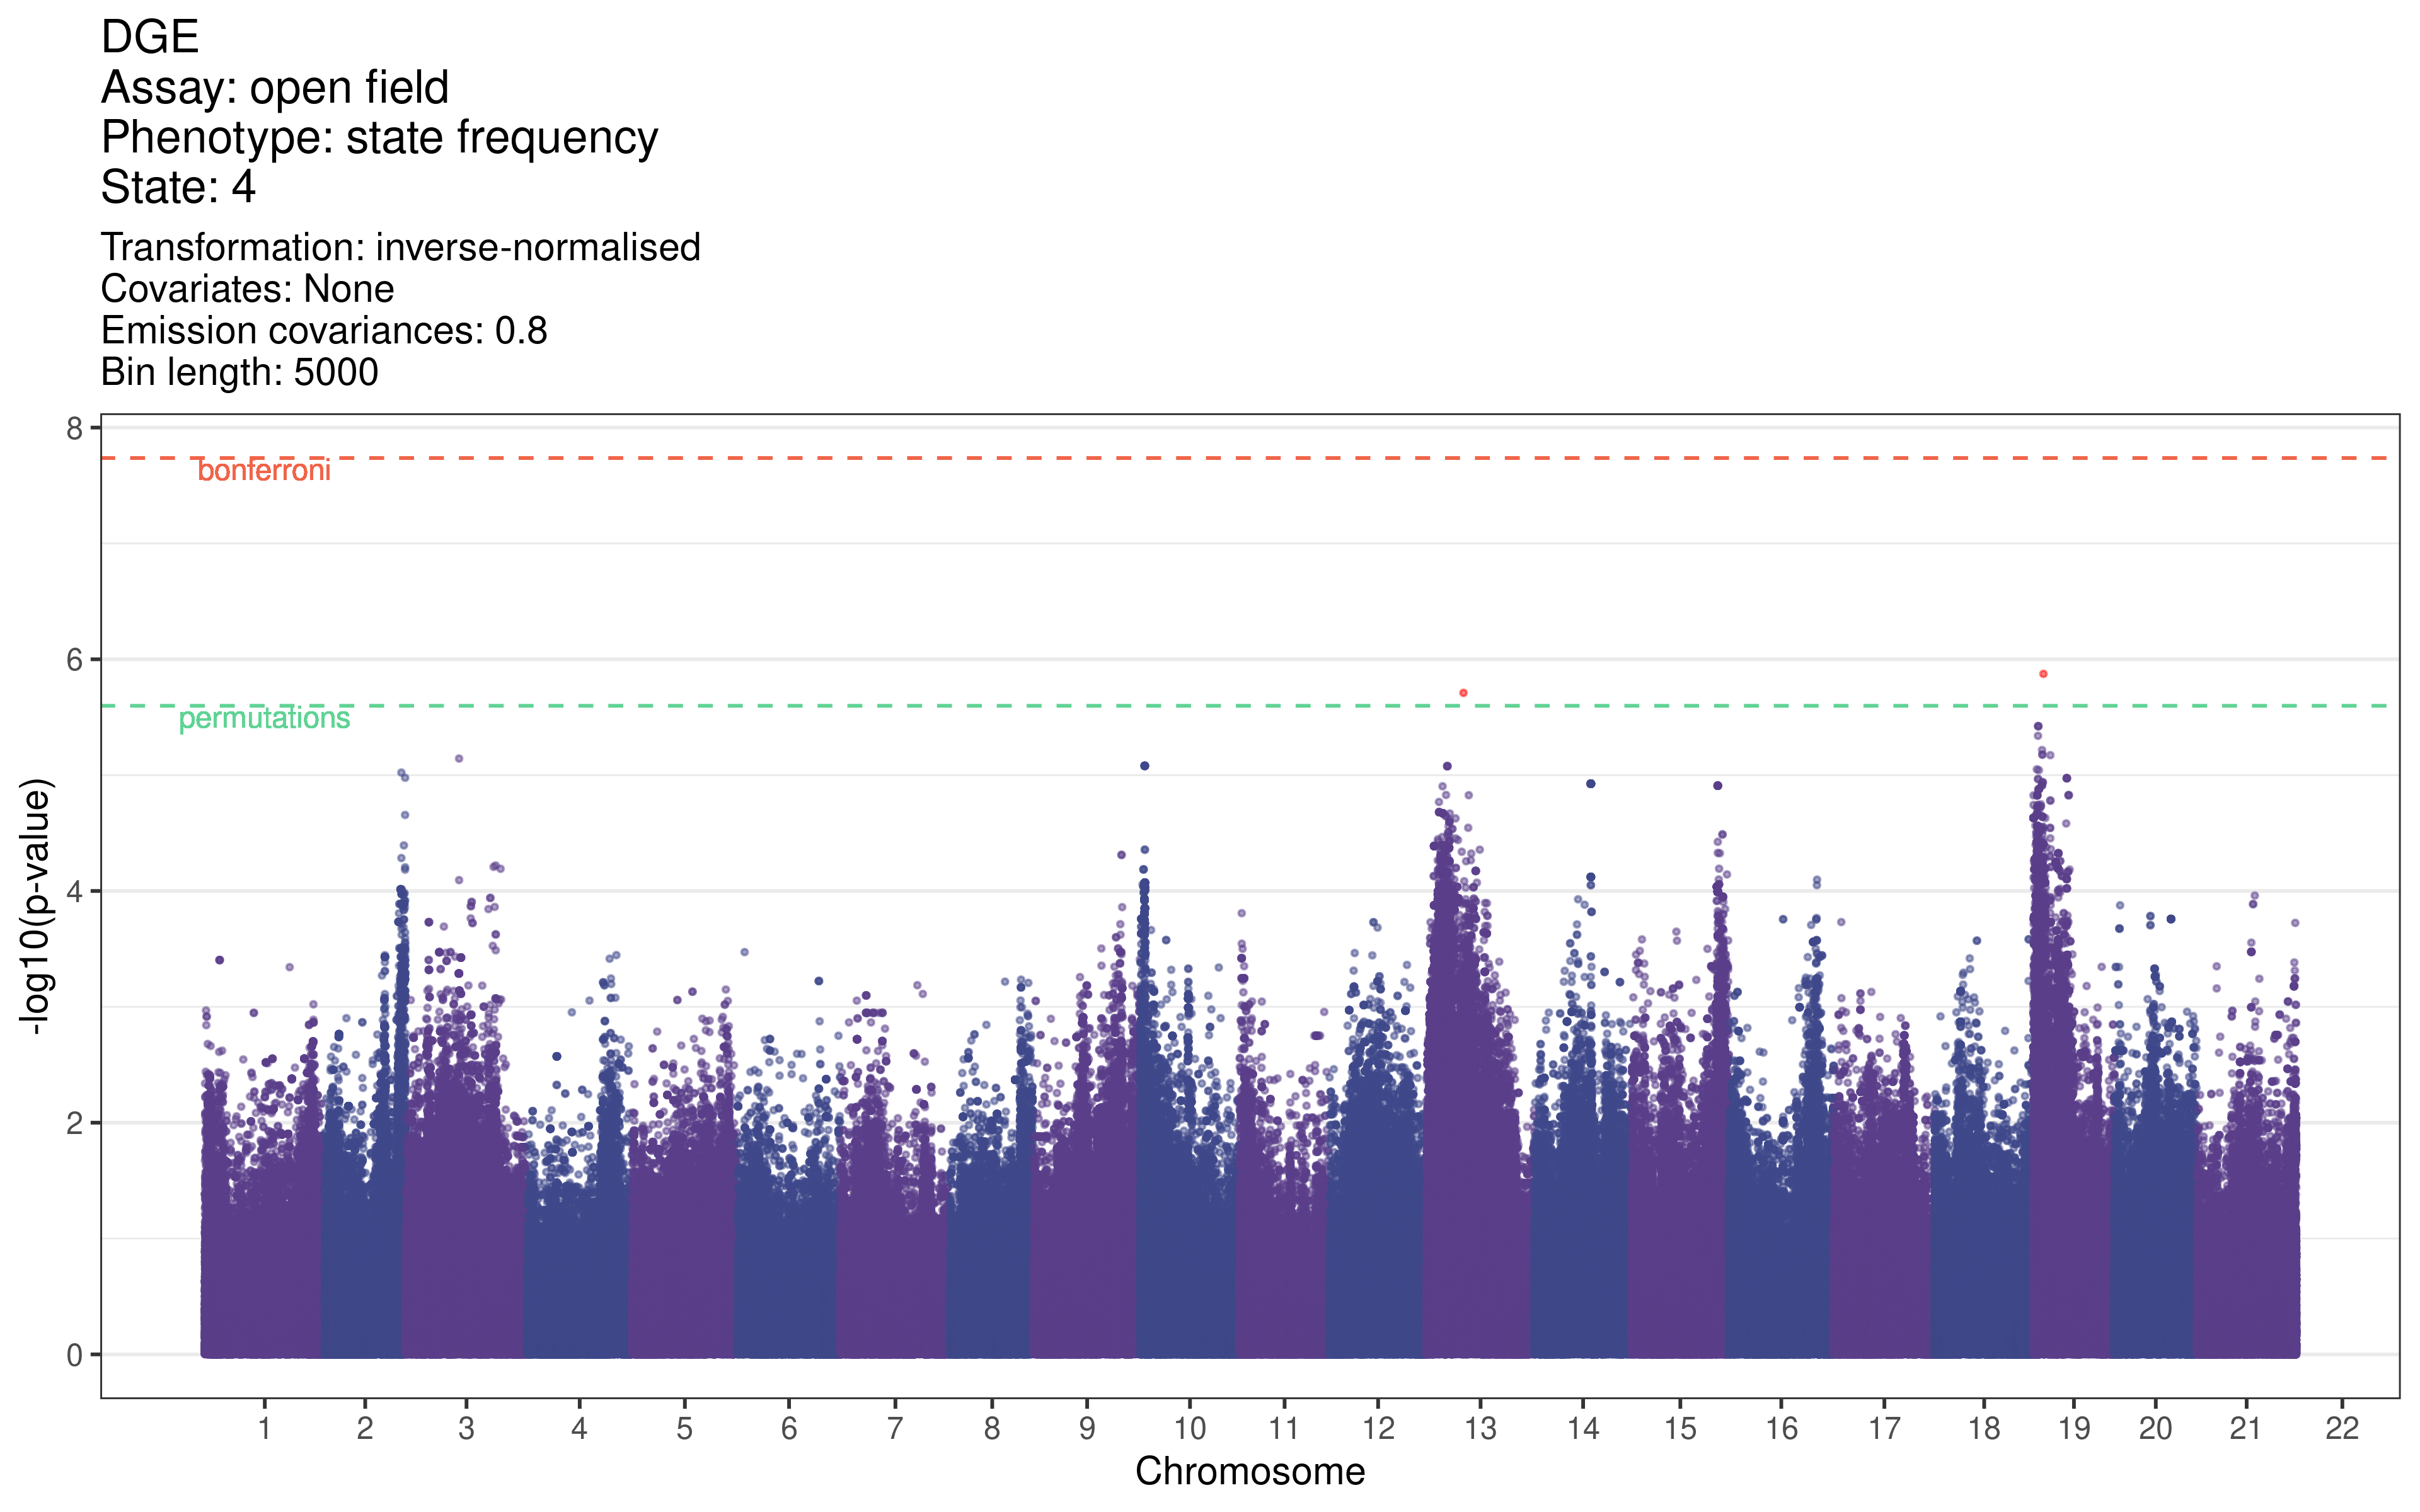 DGE
Assay: open field
Phenotype: state frequency
State: 4
Transformation: inverse-normalised
Covariates: None
Emission covariances: 0.8
Bin length: 5000
8
bonferroni
6
permutations
4
2
0
-log10(p-value)
1 2 3 4 5 6 7 8 9 10 11 12 13 14 15 16 17 18 19 20 21 22
Chromosome